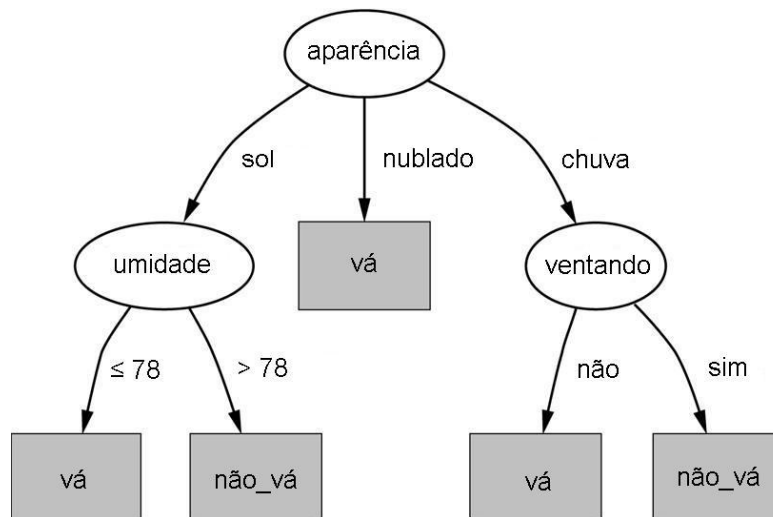 aparência
sol
nublado
chuva
umidade
vá
ventando
≤ 78
> 78
não
sim
vá
não_vá
vá
não_vá